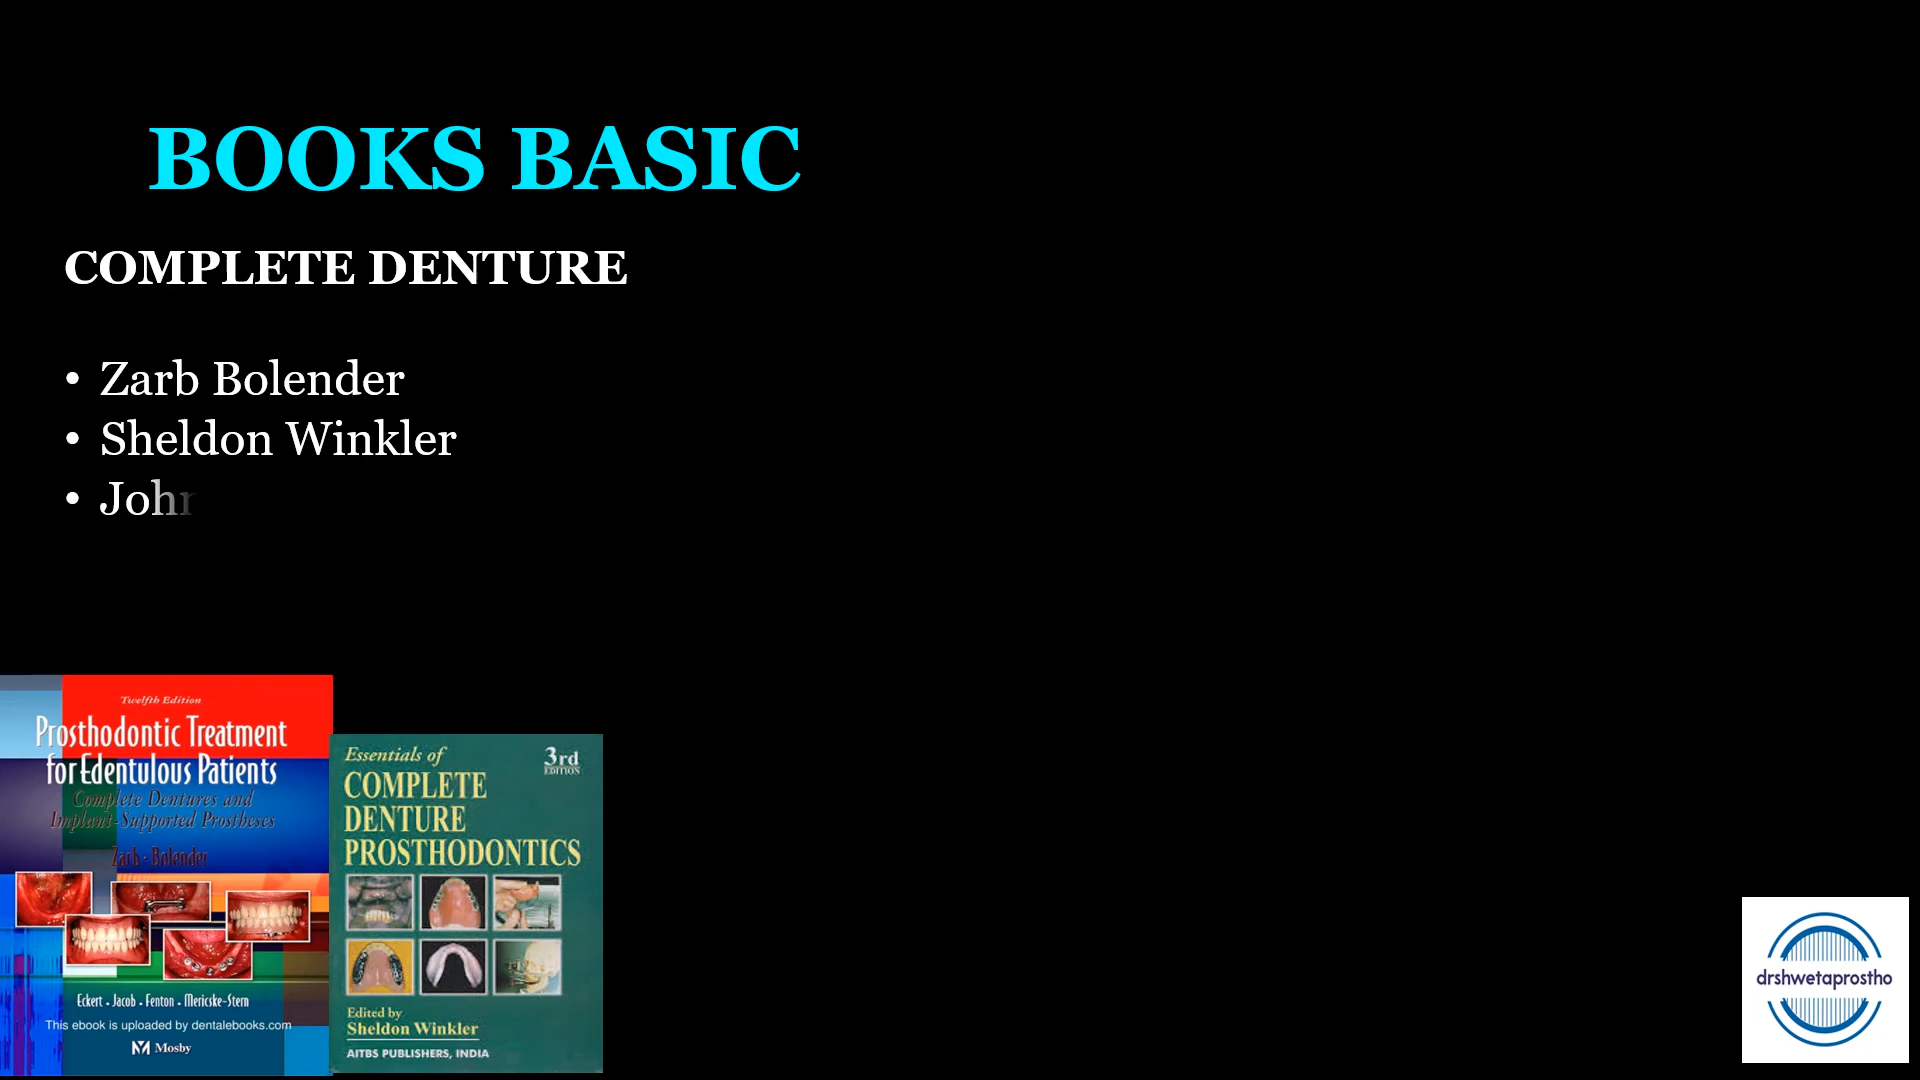 BOOKS BASIC
COMPLETE DENTURE
• Zarb Bolender
• Sheldon Winkler
• John
Twelfth Edition
Prosthodontic Treatment
for Edentulous Patients
Complete Dentures and
Implant-Supported Prostheses
Zarb · Bolender
Eckert · Jacob · Fenton · Mericske-Stern
This ebook is uploaded by dentalebooks.com
Mosby
Essentials of
3rd
EDITION
COMPLETE
DENTURE
PROSTHODONTICS
Edited by
Sheldon Winkler
AITBS PUBLISHERS, INDIA
drshwetaprostho